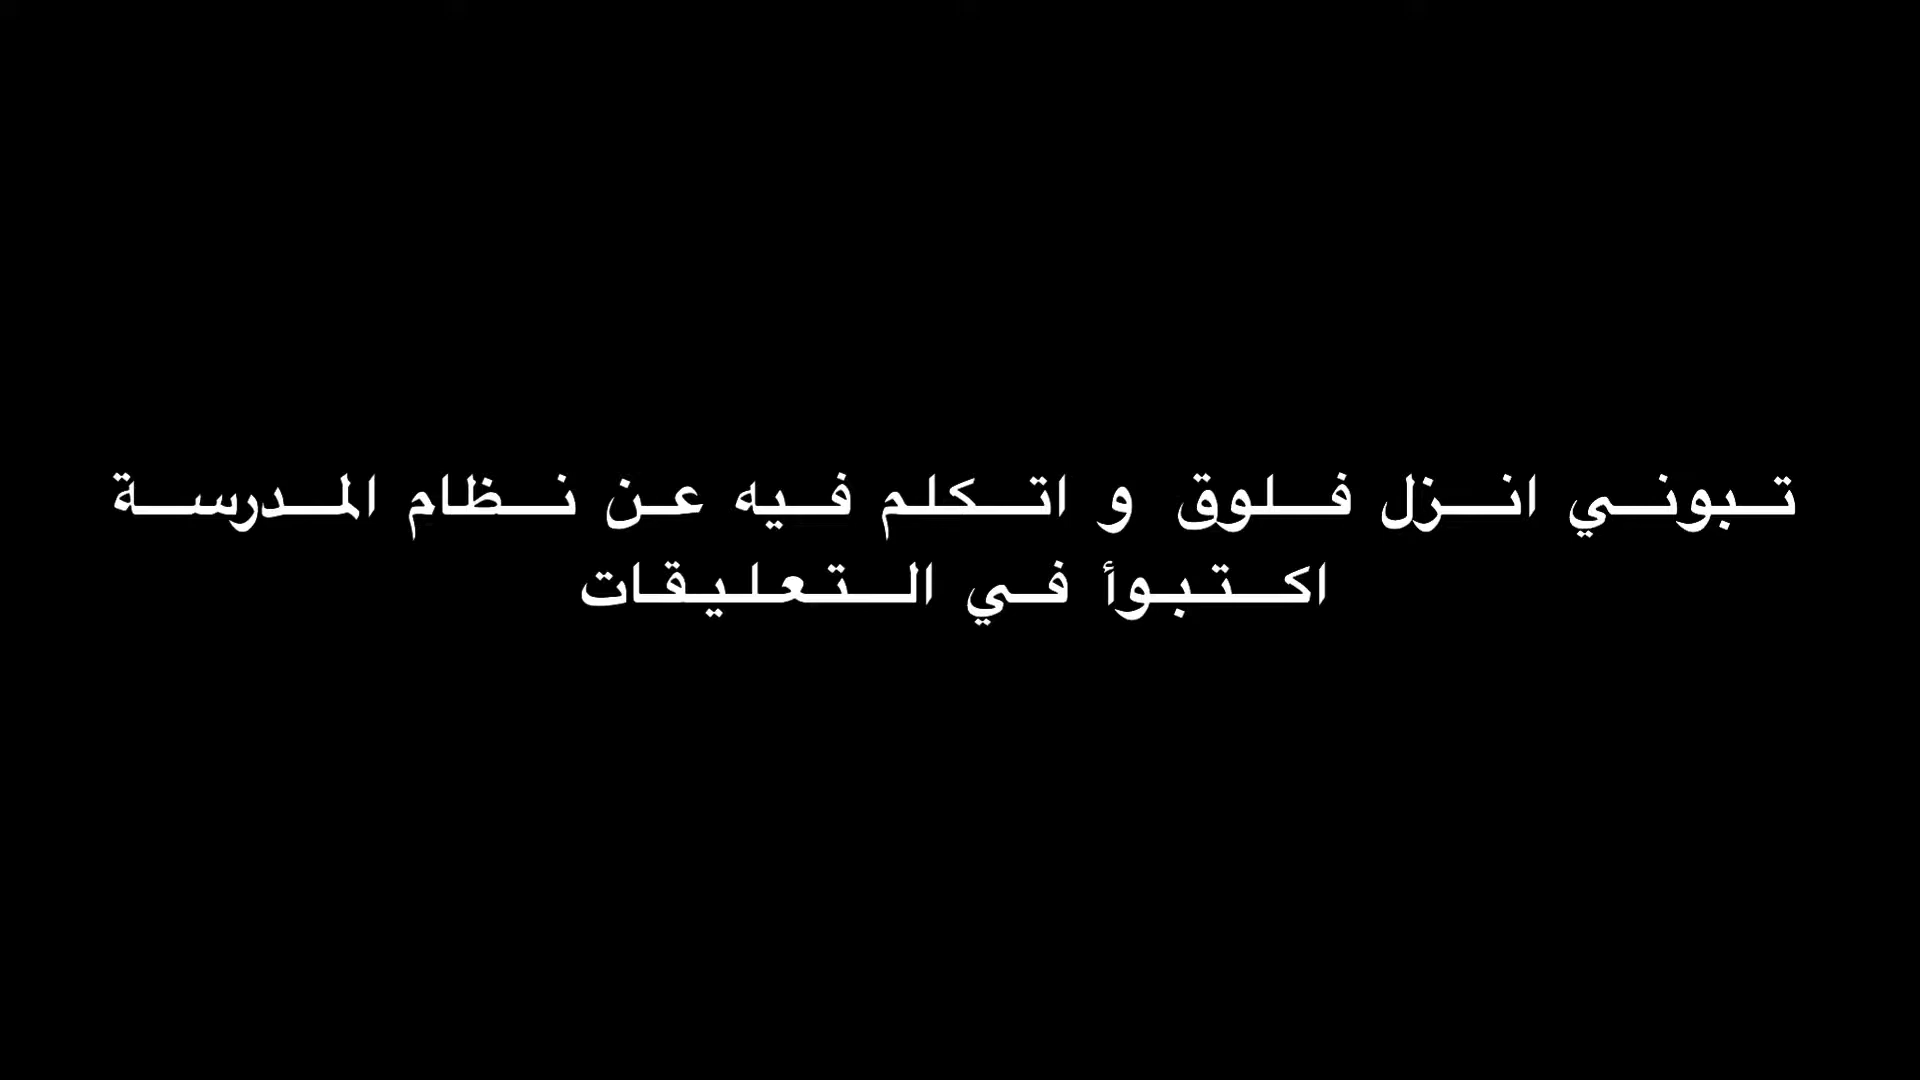 تبوني انزل فلوق و اتكلم فيه عن نظام المدرسة
اكتبوأ في التعليقات